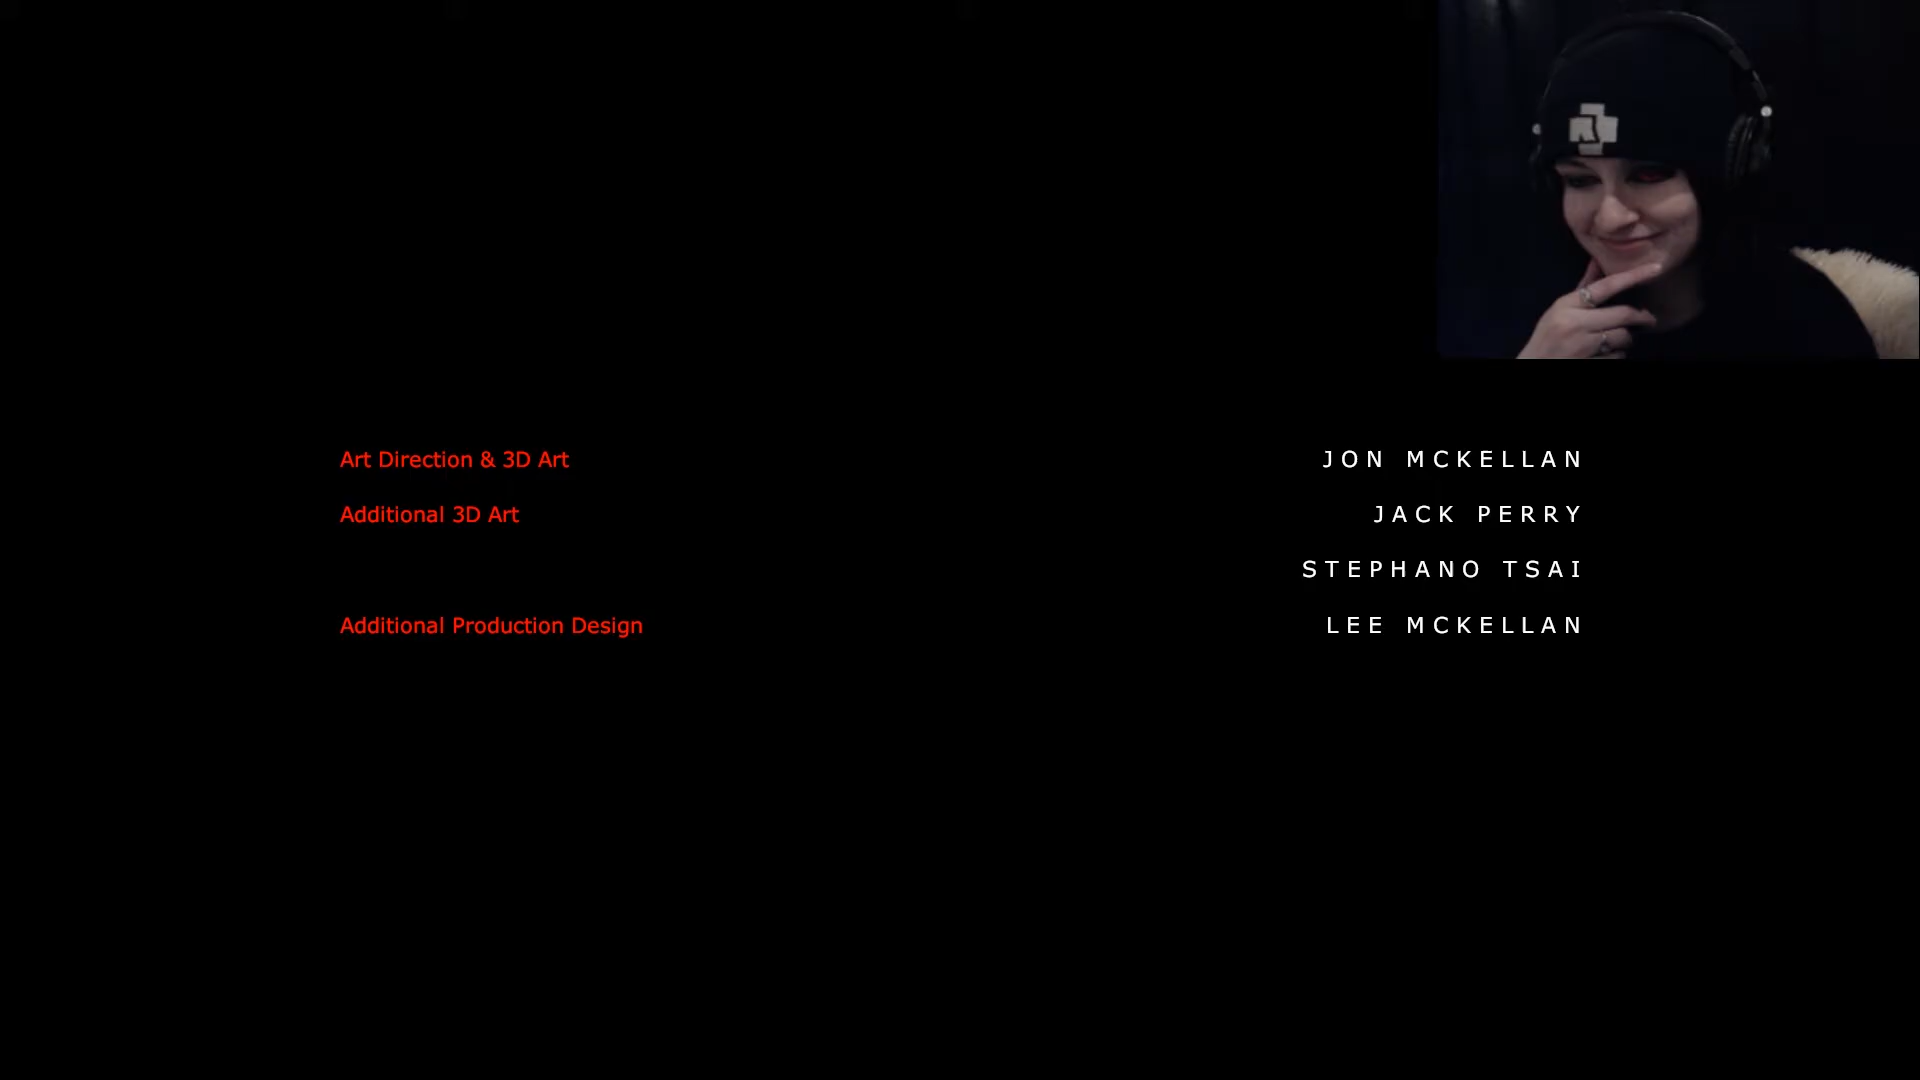 Art Direction & 3D Art JON MCKELLAN
Additional 3D Art JACK PERRY
STEPHANO TSAI
Additional Production Design LEE MCKELLAN